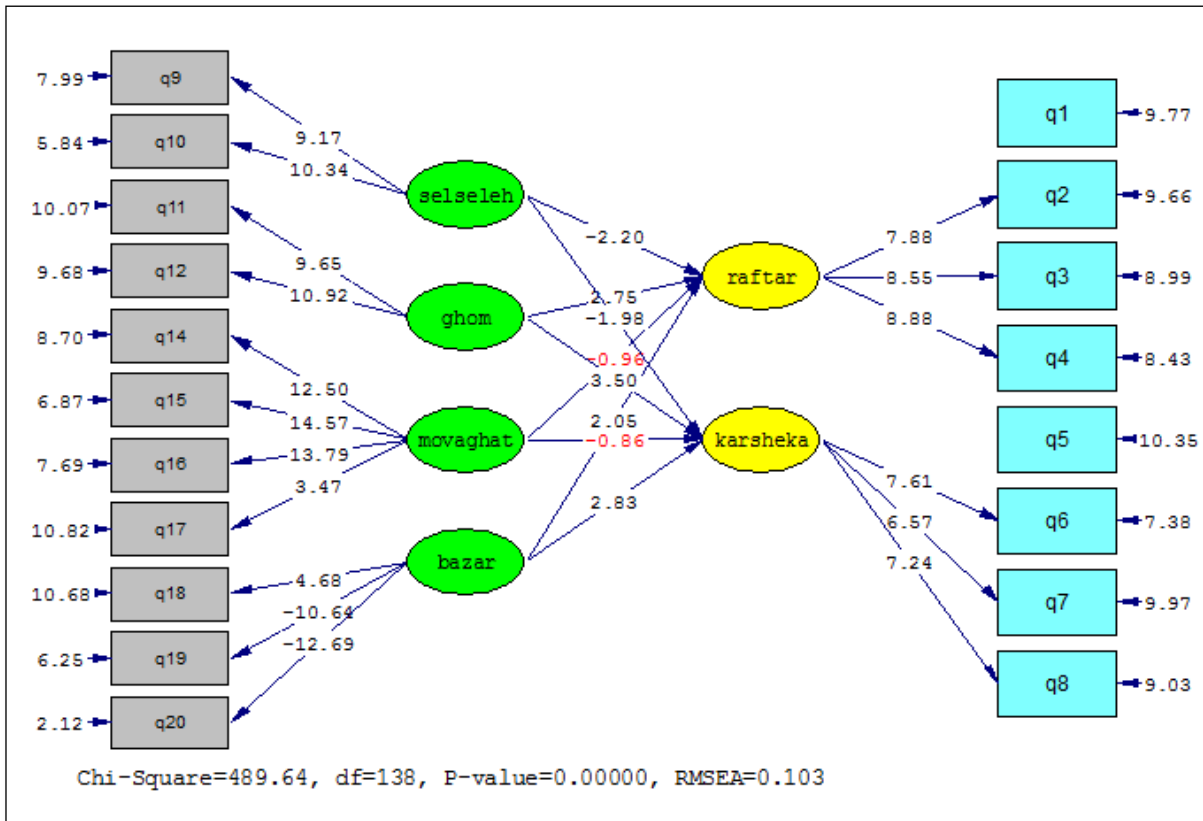 7.99
q9
5.84
q10
10.07
q11
9.68
q12
8.70
q14
6.87
q15
7.69
q16
10.82
q17
10.68
q18
6.25
q19
2.12
q20
9.17
10.34
9.65
10.92
12.50
14.57
13.79
3.47
4.68
-10.64
-12.69
selseleh
ghom
movaghat
bazar
-2.20
2.75
-1.98
-0.96
3.50
2.05
-0.86
2.83
raftar
karsheka
7.88
8.55
8.88
7.61
6.57
7.24
q1
9.77
q2
9.66
q3
8.99
q4
8.43
q5
10.35
q6
7.38
q7
9.97
q8
9.03
Chi-Square=489.64, df=138, P-value=0.00000, RMSEA=0.103